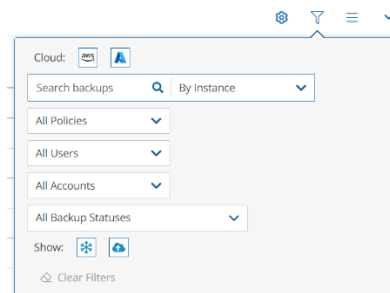 Cloud: aws
Search backups By Instance
All Policies
All Users
All Accounts
All Backup Statuses
Show:
Clear Filters